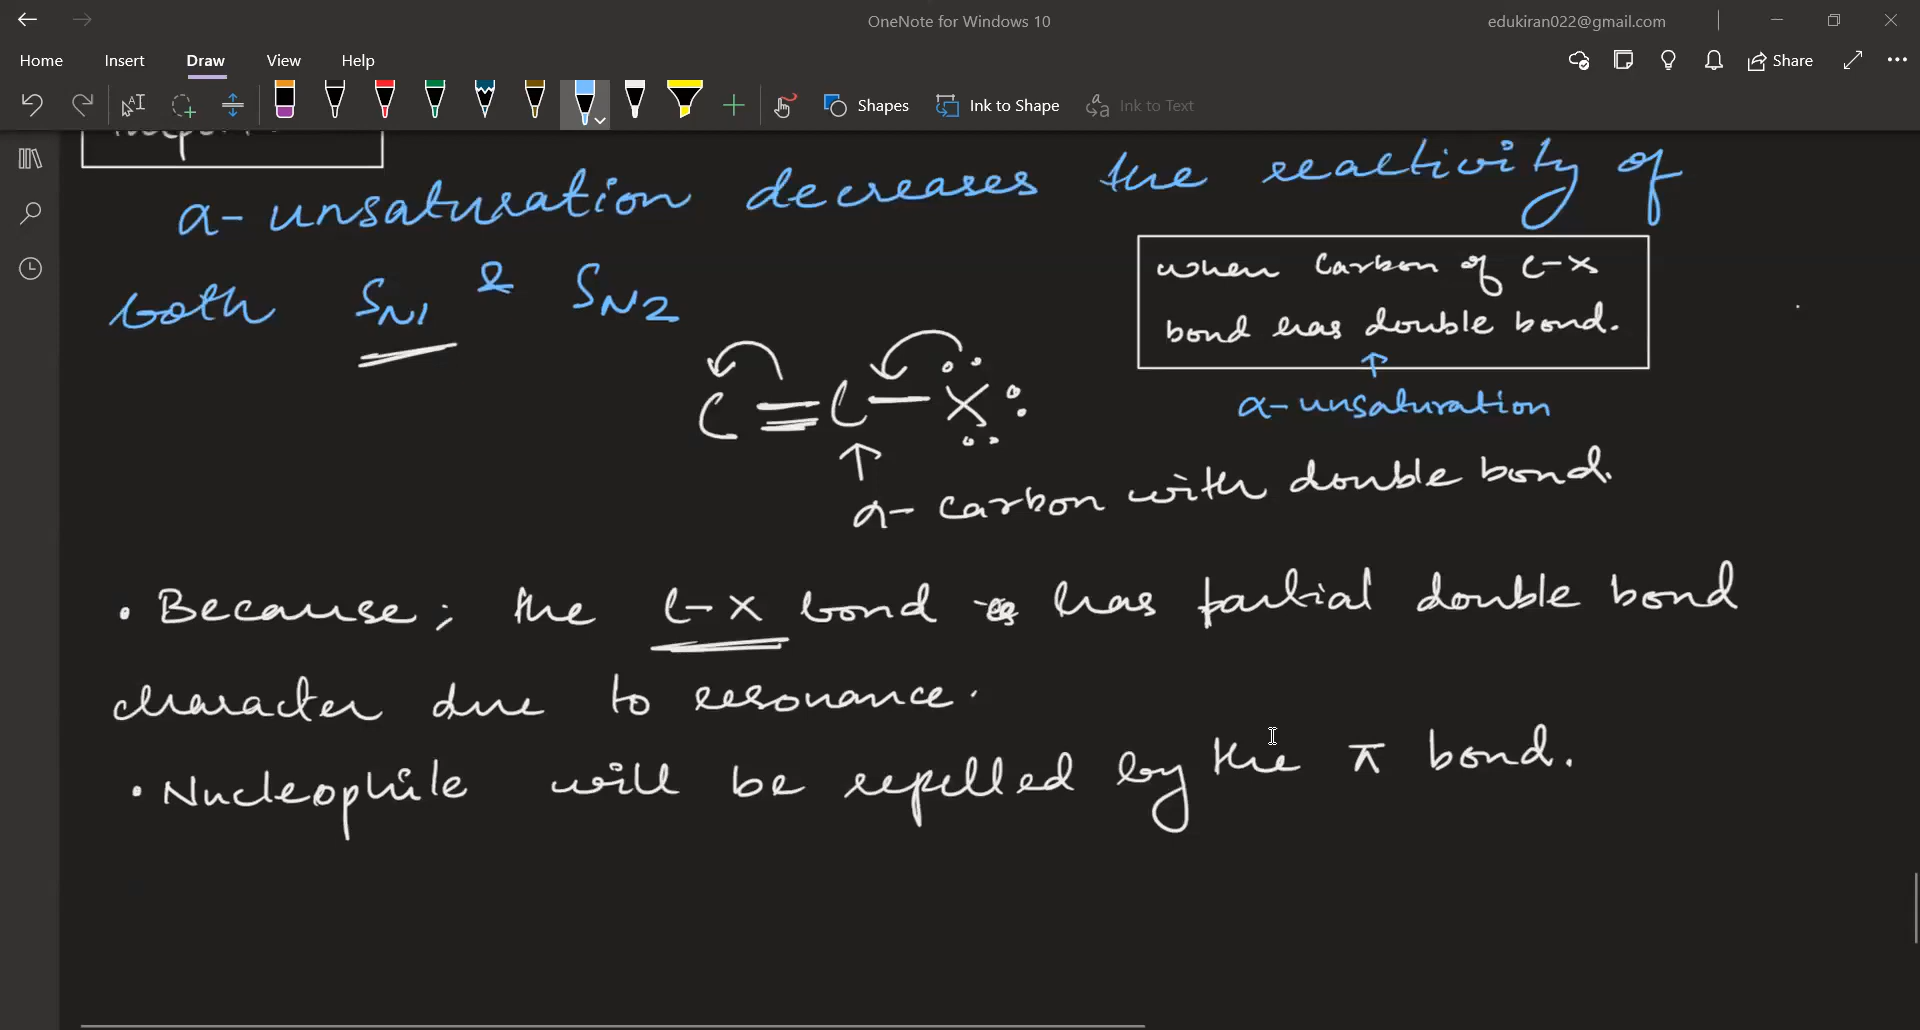 OneNote for Windows 10
edukiran022@gmail.com
Home Insert Draw View Help
Share
Shapes Ink to Shape Ink to Text
α- unsaturation decreases the reactivity of
both SN1 & SN2
when Carbon of C-X
bond has double bond.
α- unsaturation
C = C - X
α- carbon with double bond.
• Because; the C-X bond has partial double bond
character due to resonance.
• Nucleophile will be repelled by the π bond.